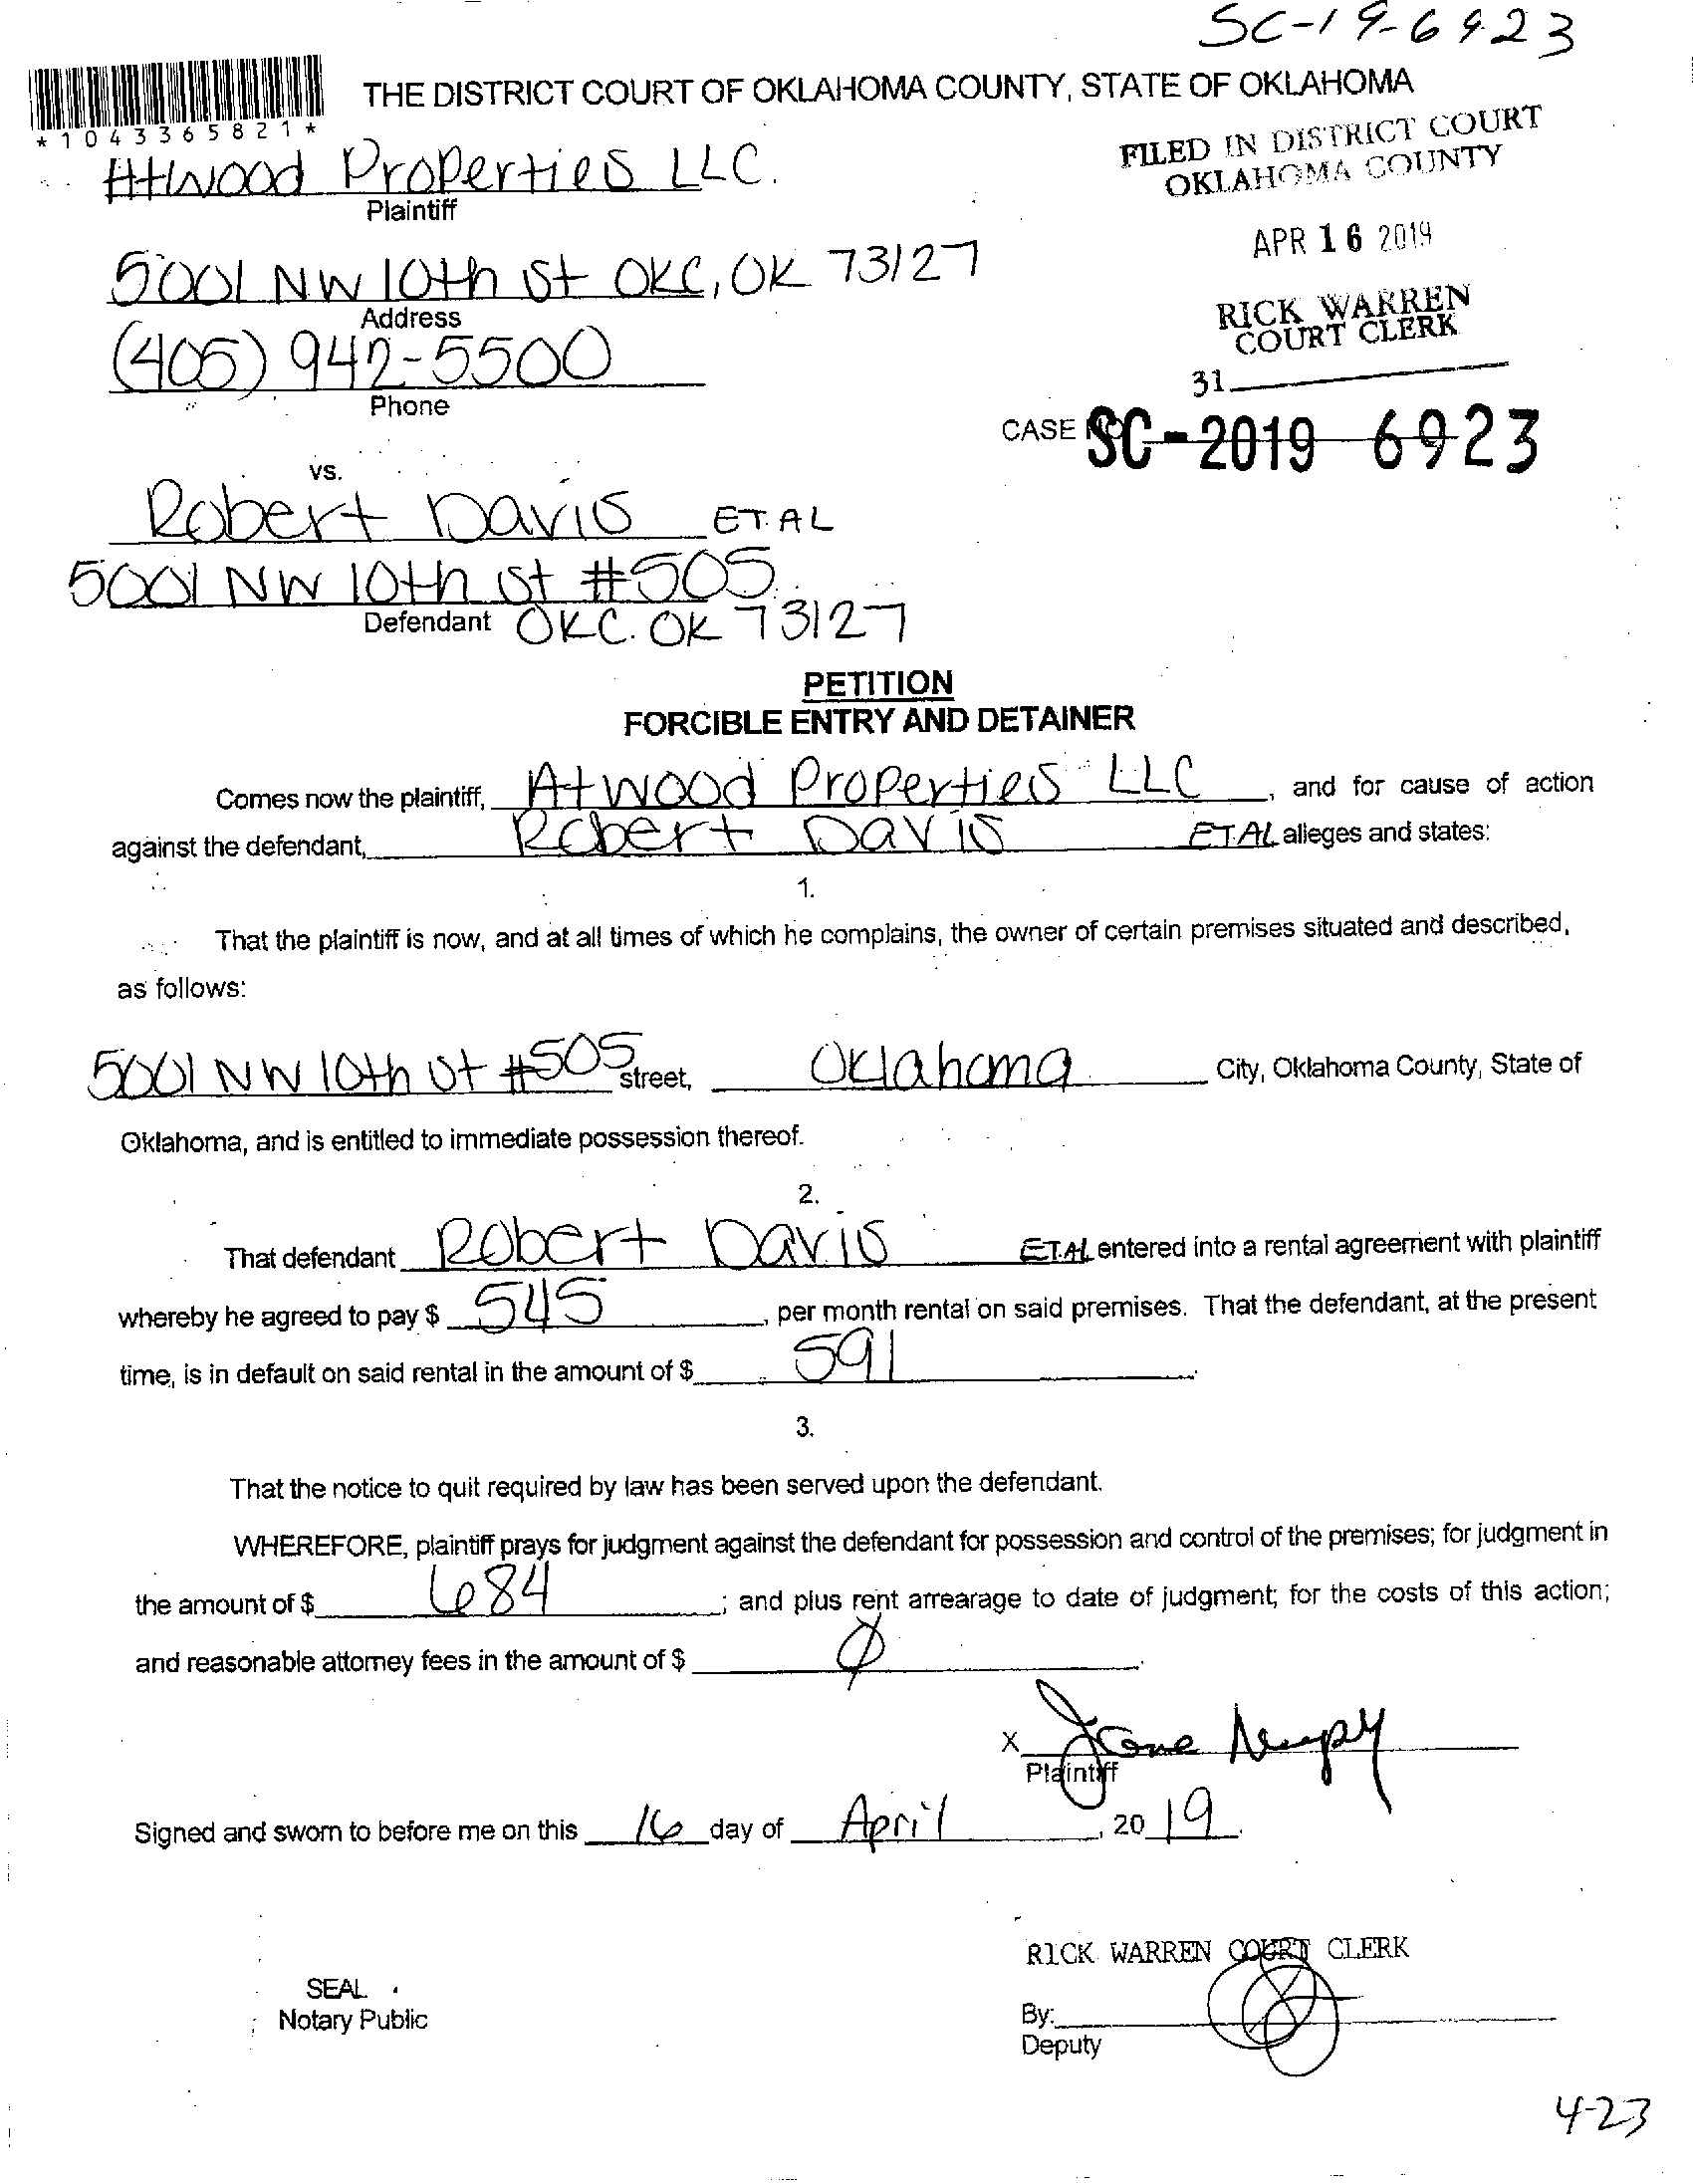 SC-19-6923
THE DISTRICT COURT OF OKLAHOMA COUNTY, STATE OF OKLAHOMA
*1043365821*
FILED IN DISTRICT COURT
OKLAHOMA COUNTY
Atwood Properties LLC.
Plaintiff
APR 16 2019
5001 NW 10th St OKC, OK 73127
Address
RICK WARREN
COURT CLERK
(405) 942-5500
Phone
31
CASE NO SC-2019 6923
vs.
Robert Davis ET. AL
5001 NW 10th St #505
Defendant OKC. OK 73127
PETITION
FORCIBLE ENTRY AND DETAINER
Comes now the plaintiff, Atwood Properties LLC, and for cause of action
against the defendant, Robert Davis ET.AL alleges and states:
1.
That the plaintiff is now, and at all times of which he complains, the owner of certain premises situated and described,
as follows:
5001 NW 10th St #505 street, Oklahoma City, Oklahoma County, State of
Oklahoma, and is entitled to immediate possession thereof.
2.
That defendant Robert Davis ET.AL entered into a rental agreement with plaintiff
whereby he agreed to pay $ 545, per month rental on said premises. That the defendant, at the present
time, is in default on said rental in the amount of $ 591.
3.
That the notice to quit required by law has been served upon the defendant.
WHEREFORE, plaintiff prays for judgment against the defendant for possession and control of the premises; for judgment in
the amount of $ 684; and plus rent arrearage to date of judgment; for the costs of this action;
and reasonable attorney fees in the amount of $ Ø.
X
Plaintiff
Signed and sworn to before me on this 16 day of April, 2019.
RICK WARREN COURT CLERK
SEAL
Notary Public
By:
Deputy
4-23